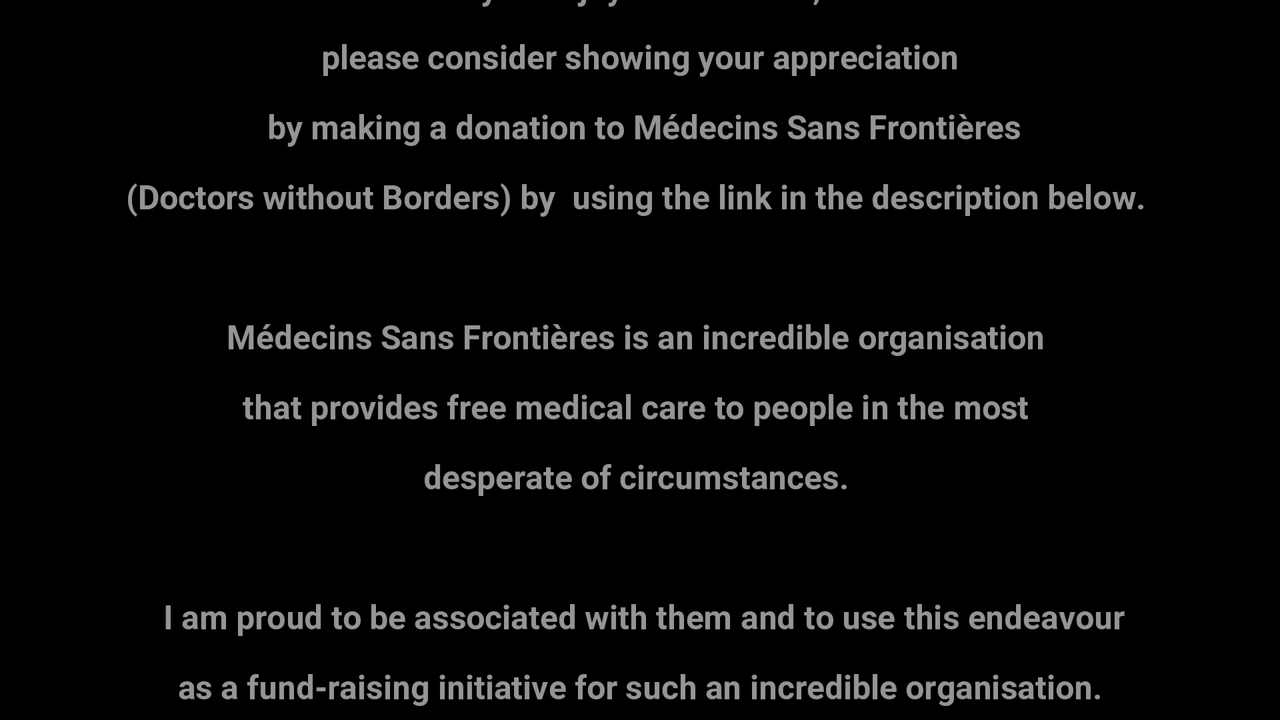 please consider showing your appreciation
by making a donation to Médecins Sans Frontières
(Doctors without Borders) by  using the link in the description below.
Médecins Sans Frontières is an incredible organisation
that provides free medical care to people in the most
desperate of circumstances.
I am proud to be associated with them and to use this endeavour
as a fund-raising initiative for such an incredible organisation.